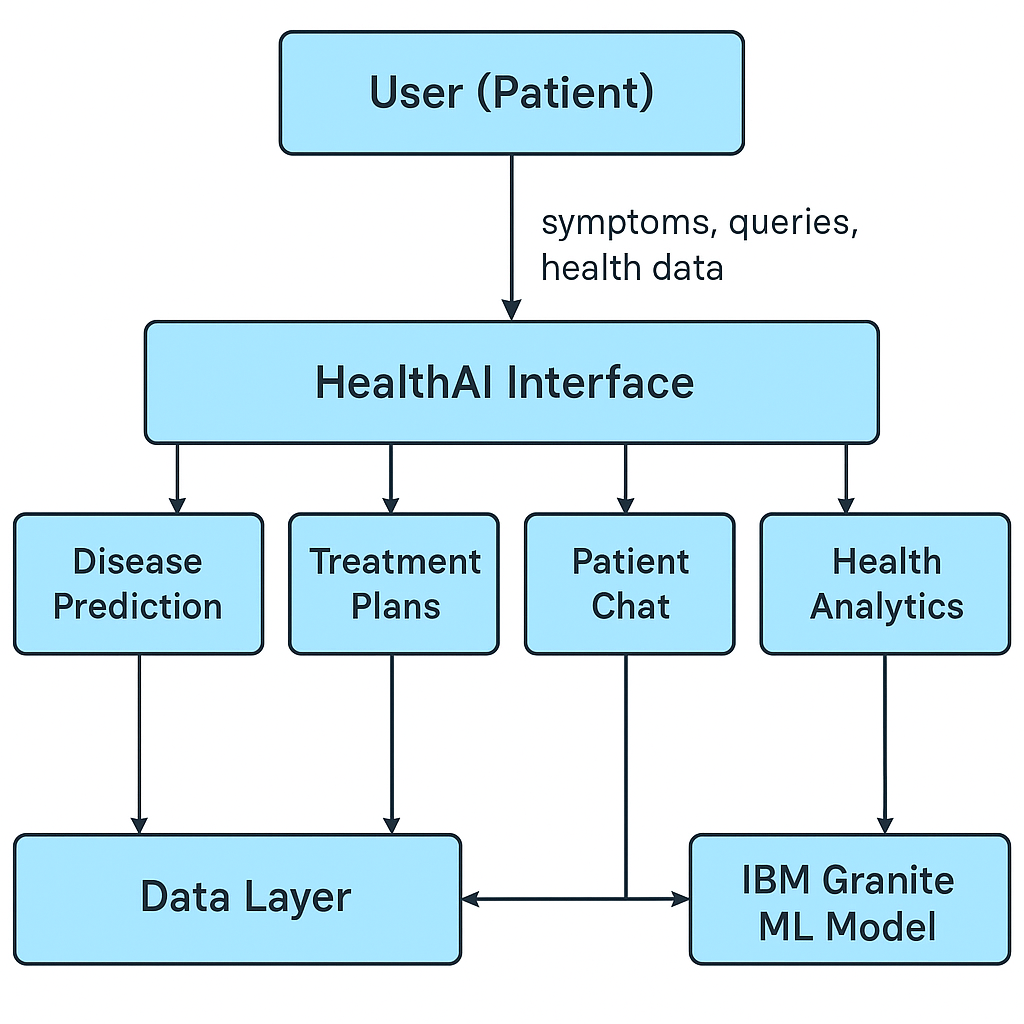 User (Patient)
symptoms, queries,
health data
HealthAI Interface
Disease
Prediction
Treatment
Plans
Patient
Chat
Health
Analytics
Data Layer
IBM Granite
ML Model